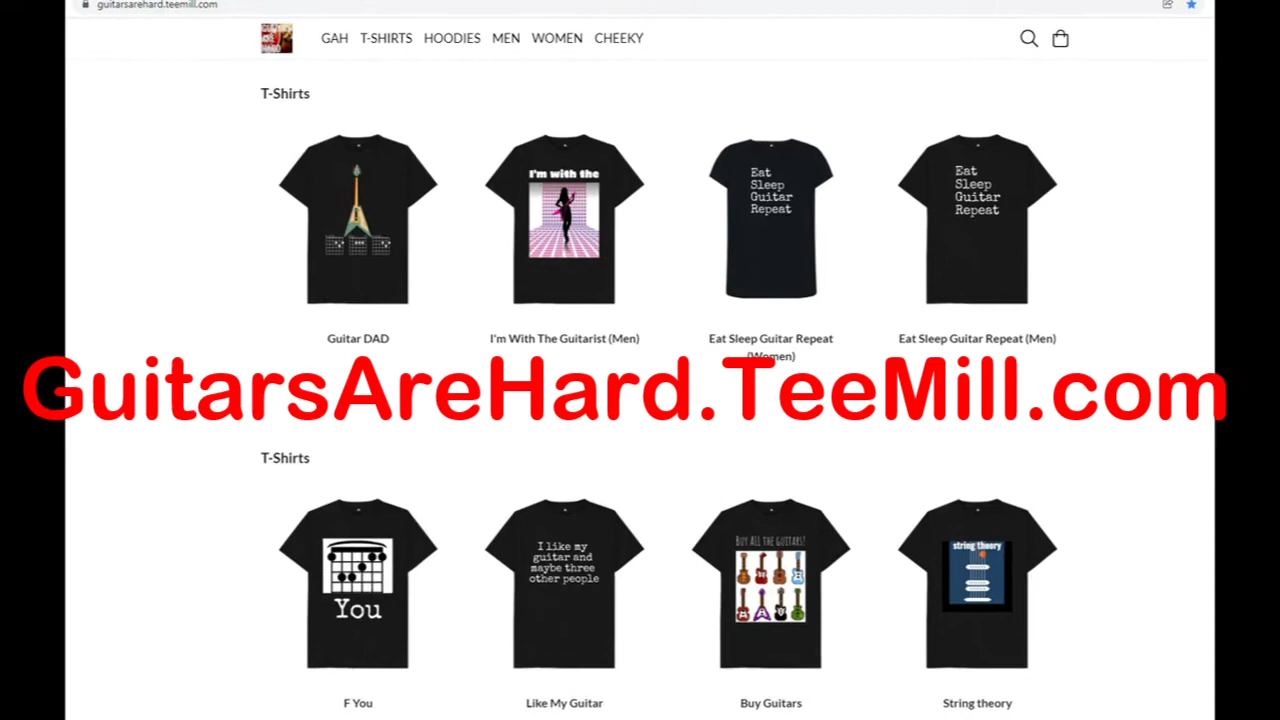 guitarsarehard.teemill.com
GUITARS
ARE
HARD
GAH T-SHIRTS HOODIES MEN WOMEN CHEEKY
T-Shirts
I'm with the
Eat
Sleep
Guitar
Repeat
Eat
Sleep
Guitar
Repeat
Guitar DAD
I'm With The Guitarist (Men)
Eat Sleep Guitar Repeat
(Women)
Eat Sleep Guitar Repeat (Men)
GuitarsAreHard.TeeMill.com
T-Shirts
You
I like my
guitar and
maybe three
other people
BUY ALL THE GUITARS!
string theory
F You
Like My Guitar
Buy Guitars
String theory